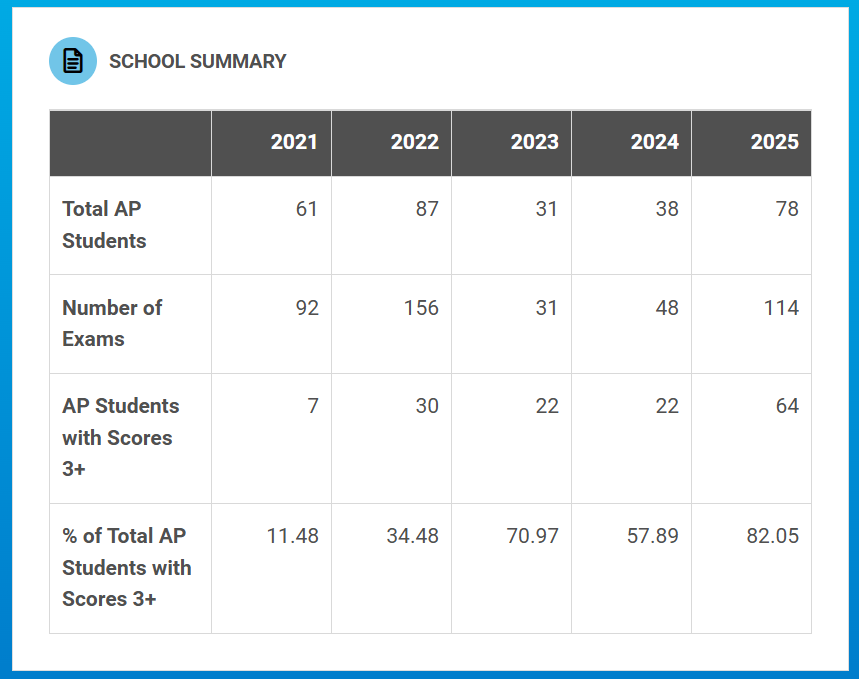 SCHOOL SUMMARY
2021 2022 2023 2024 2025
Total AP 61 87 31 38 78
Students
Number of 92 156 31 48 114
Exams
AP Students 7 30 22 22 64
with Scores
3+
% of Total AP 11.48 34.48 70.97 57.89 82.05
Students with
Scores 3+